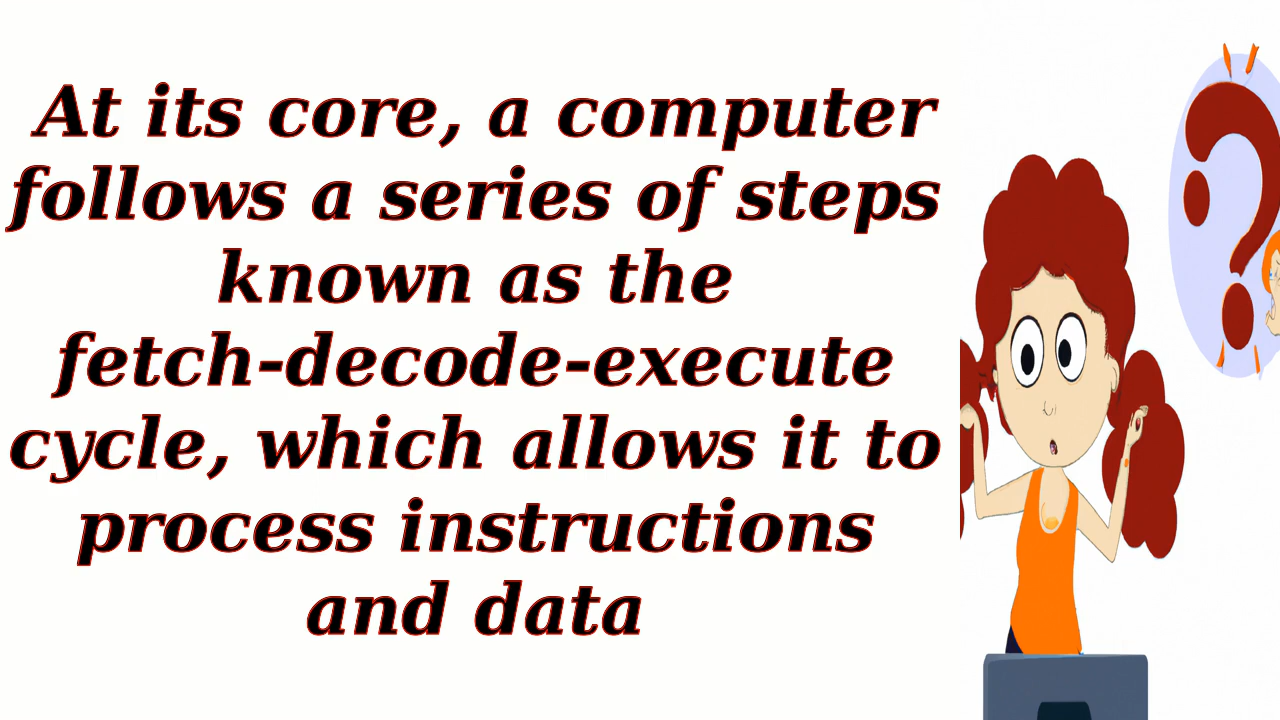 At its core, a computer
follows a series of steps
known as the
fetch-decode-execute
cycle, which allows it to
process instructions
and data